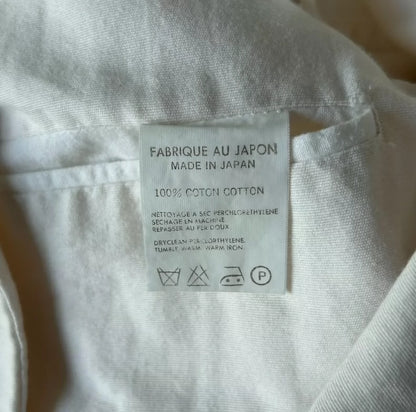 FABRIQUE AU JAPON
MADE IN JAPAN
100% COTON COTTON
NETTOYAGE A SEC PERCHLORETHYLENE
SECHAGE EN MACHINE
REPASSER AU FER DOUX
DRYCLEAN PERCLORTHYLENE,
TUMBLE, WARM, WARM IRON.
P